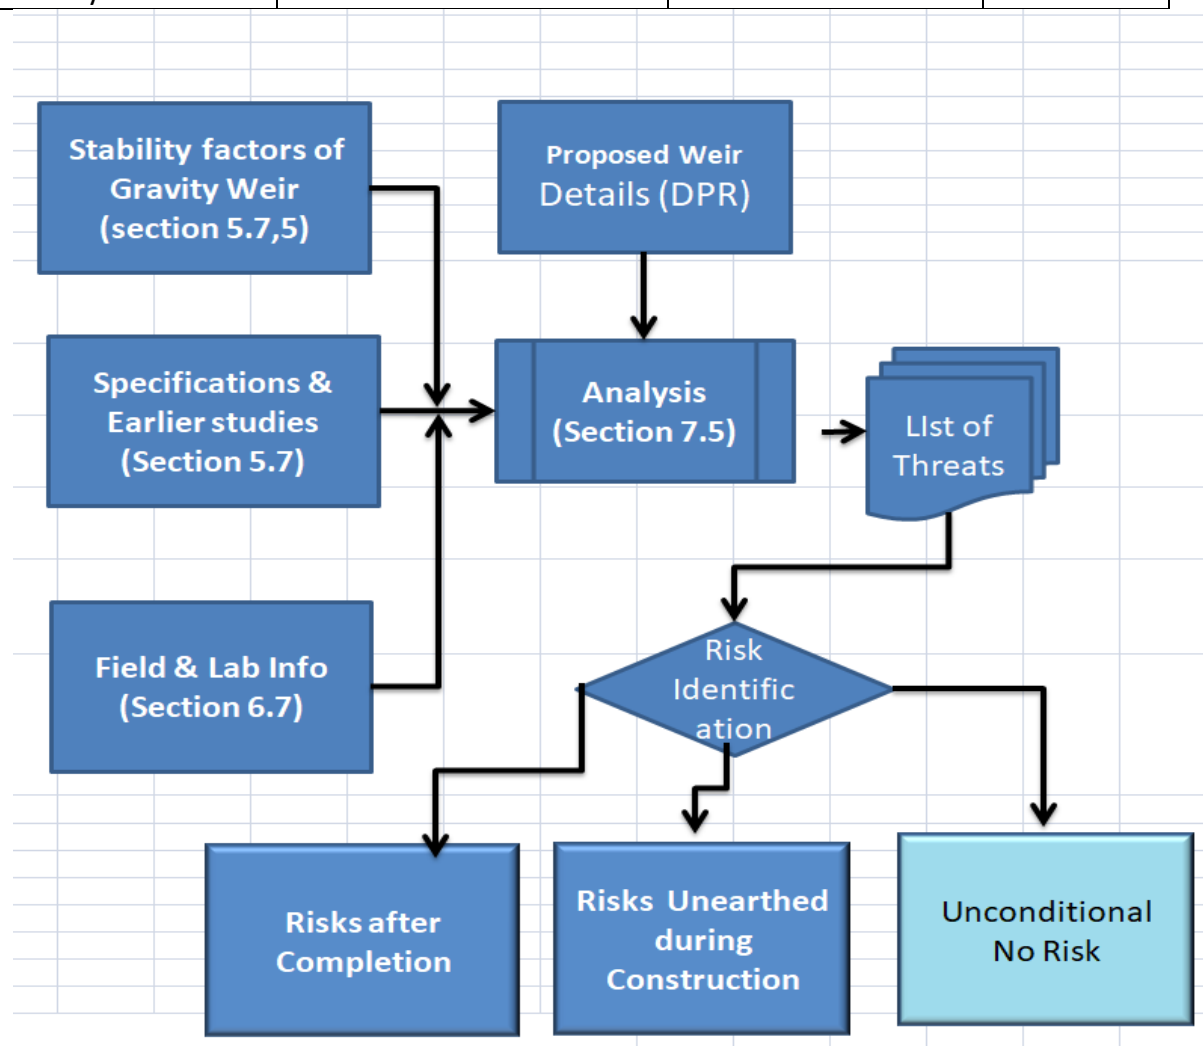 Stability factors of
Gravity Weir
(section 5.7,5)
Proposed Weir
Details (DPR)
Specifications &
Earlier studies
(Section 5.7)
Analysis
(Section 7.5)
LIst of
Threats
Field & Lab Info
(Section 6.7)
Risk
Identific
ation
Risks after
Completion
Risks Unearthed
during
Construction
Unconditional
No Risk